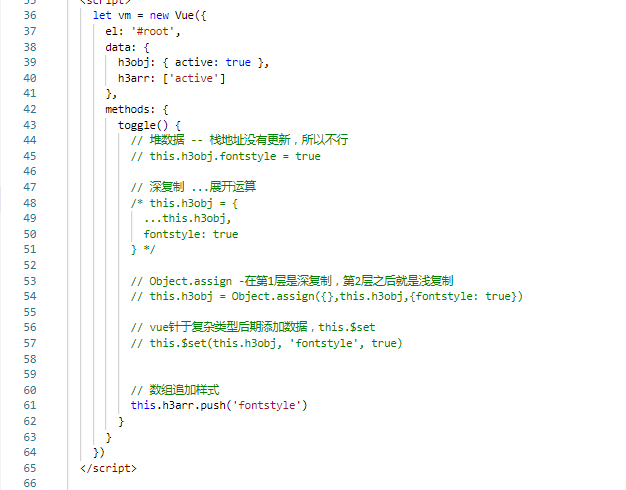 35 <script>
36 let vm = new Vue({
37 el: '#root',
38 data: {
39 h3obj: { active: true },
40 h3arr: ['active']
41 },
42 methods: {
43 toggle() {
44 // 堆数据 -- 栈地址没有更新，所以不行
45 // this.h3obj.fontstyle = true
46
47 // 深复制 ...展开运算
48 /* this.h3obj = {
49 ...this.h3obj,
50 fontstyle: true
51 } */
52
53 // Object.assign -在第1层是深复制，第2层之后就是浅复制
54 // this.h3obj = Object.assign({},this.h3obj,{fontstyle: true})
55
56 // vue针于复杂类型后期添加数据，this.$set
57 // this.$set(this.h3obj, 'fontstyle', true)
58
59
60 // 数组追加样式
61 this.h3arr.push('fontstyle')
62 }
63 }
64 })
65 </script>
66